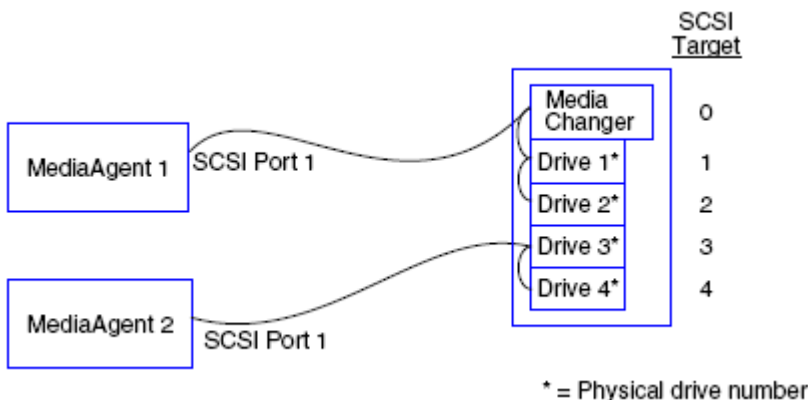 SCSI
Target
Media
Changer
0
MediaAgent 1
SCSI Port 1
Drive 1*
1
Drive 2*
2
Drive 3*
3
Drive 4*
4
MediaAgent 2
SCSI Port 1
* = Physical drive number